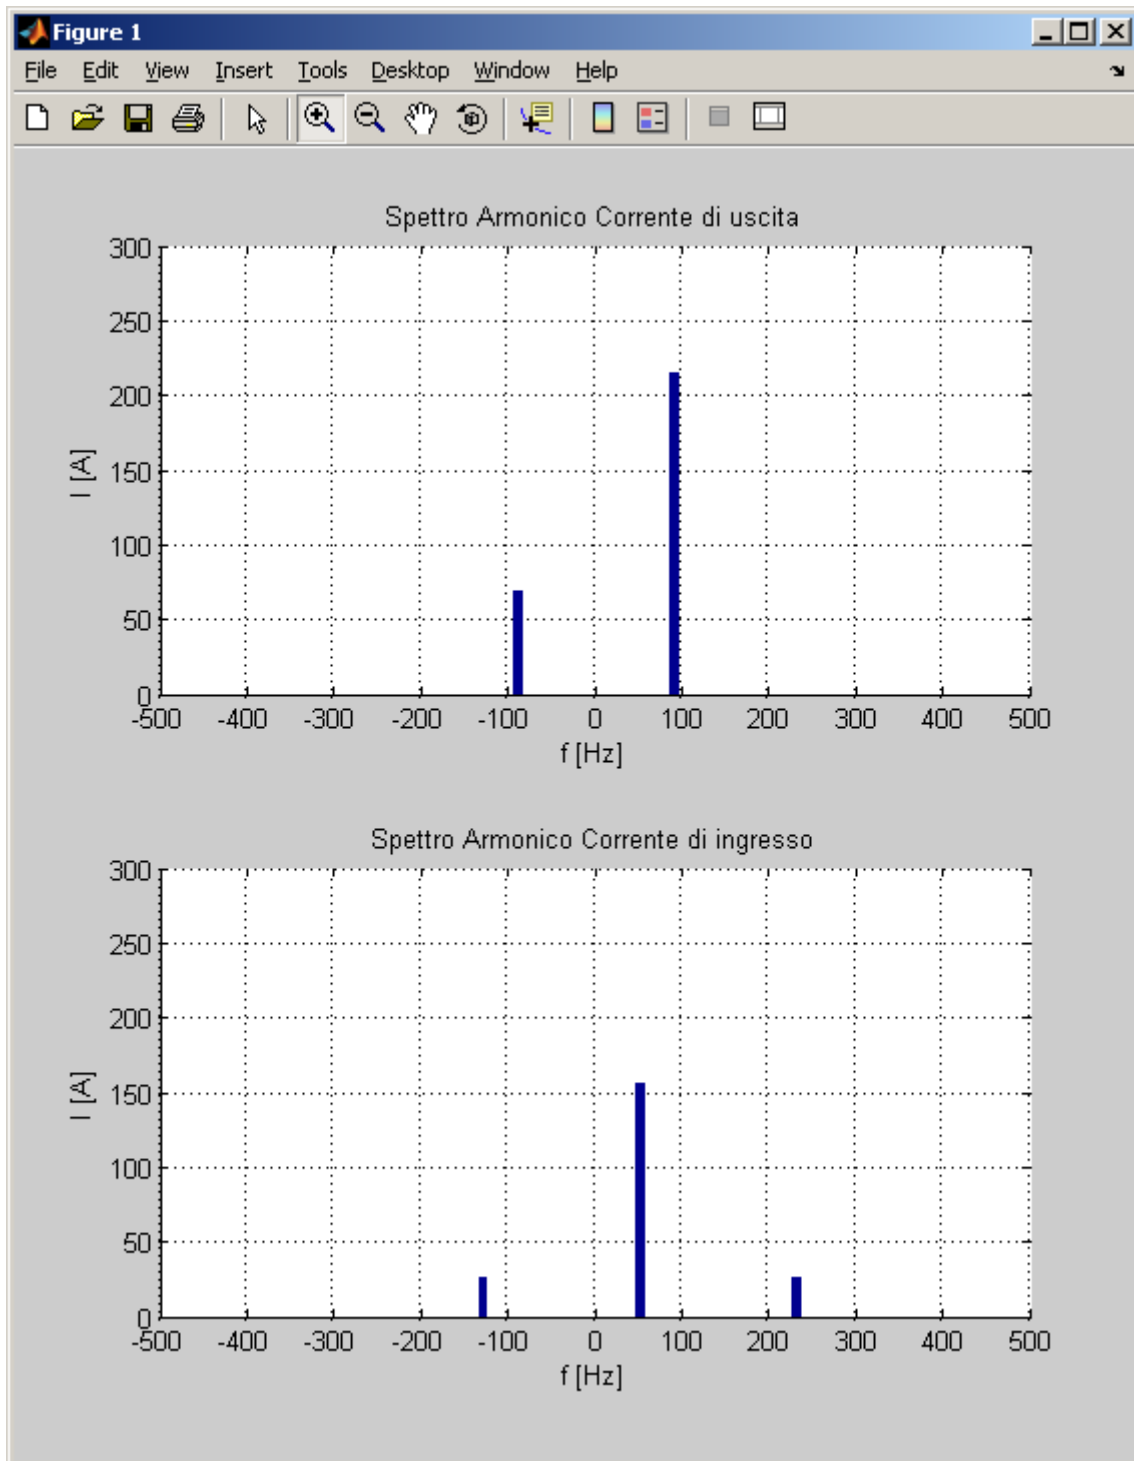 Figure 1
File Edit View Insert Tools Desktop Window Help
Spettro Armonico Corrente di uscita
300
250
200
150
100
50
0
I [A]
-500 -400 -300 -200 -100 0 100 200 300 400 500
f [Hz]
Spettro Armonico Corrente di ingresso
300
250
200
150
100
50
0
I [A]
-500 -400 -300 -200 -100 0 100 200 300 400 500
f [Hz]